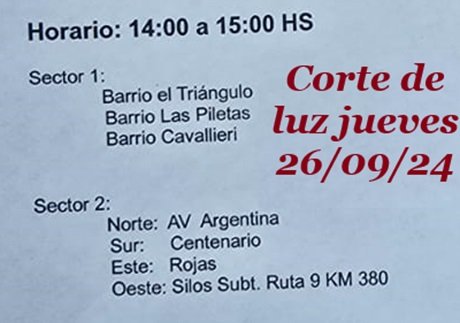 Horario: 14:00 a 15:00 HS
Sector 1:
Barrio el Triángulo
Barrio Las Piletas
Barrio Cavallieri
Corte de
luz jueves
26/09/24
Sector 2:
Norte: AV Argentina
Sur: Centenario
Este: Rojas
Oeste: Silos Subt. Ruta 9 KM 380